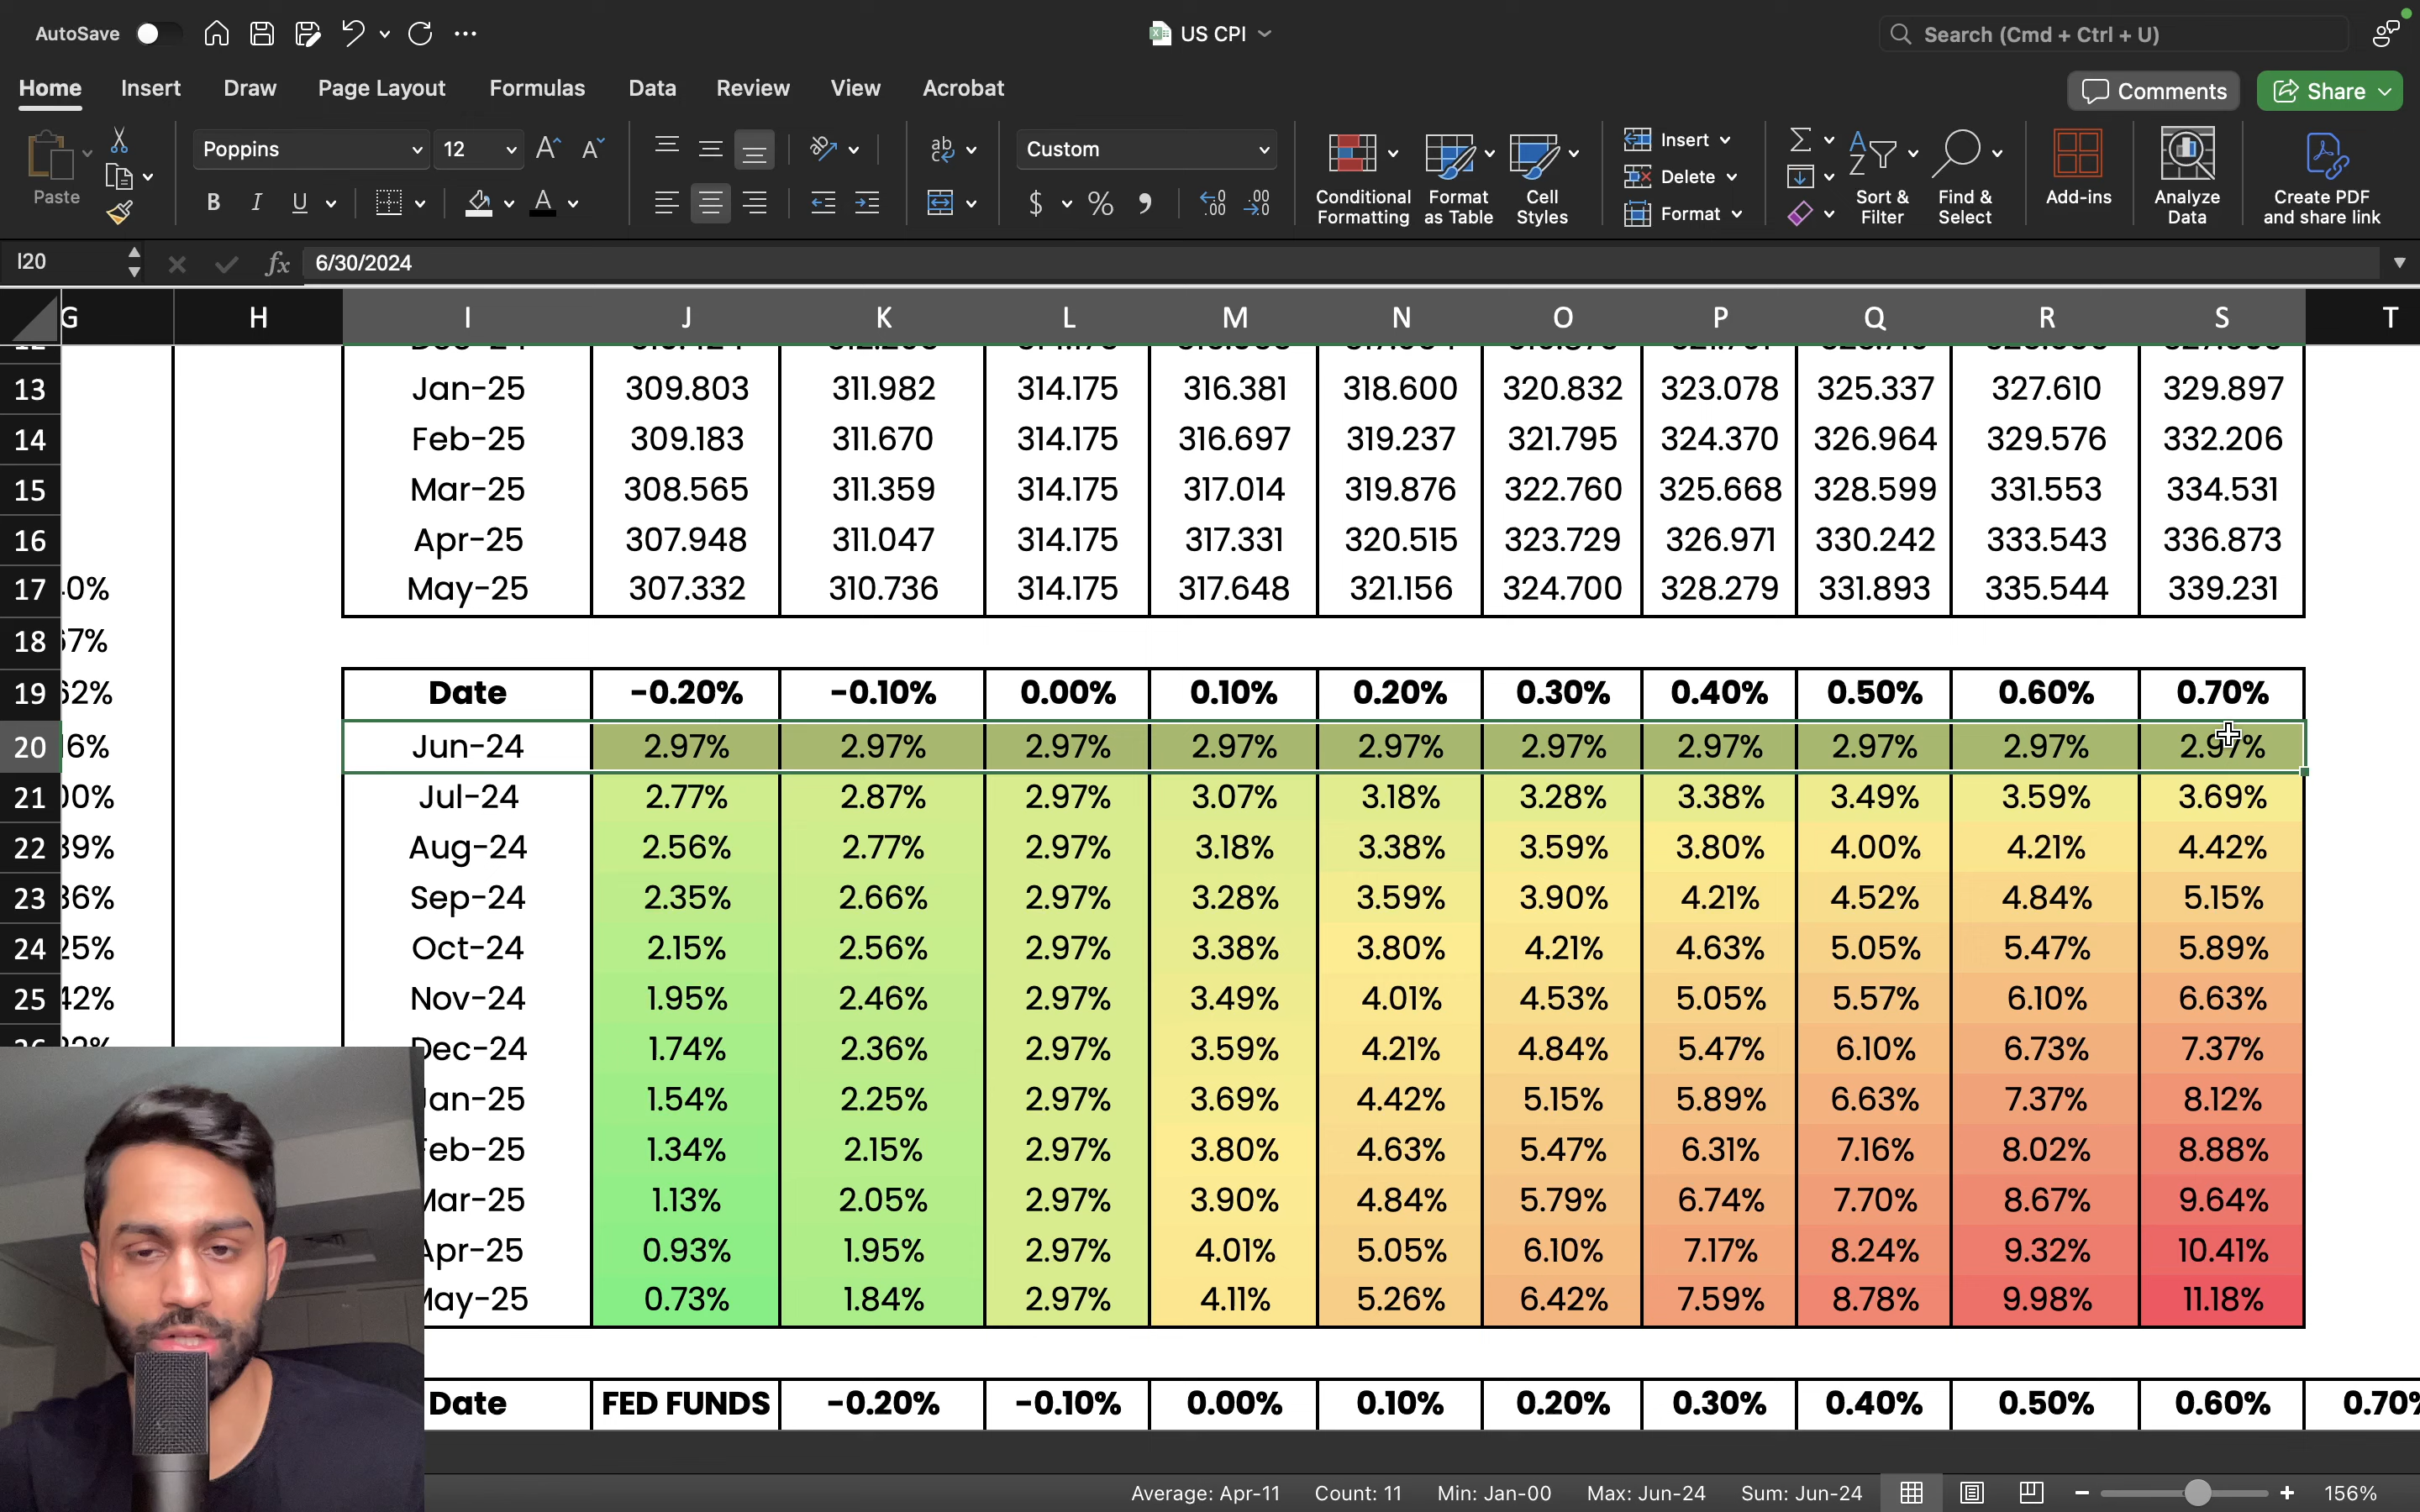 AutoSave
US CPI
Search (Cmd + Ctrl + U)
Home Insert Draw Page Layout Formulas Data Review View Acrobat
Comments Share
Paste
Poppins 12
B I U
Custom
$ %
Conditional Formatting
Format as Table
Cell Styles
Insert
Delete
Format
Sort & Filter
Find & Select
Add-ins
Analyze Data
Create PDF and share link
I20 fx 6/30/2024
G H I J K L M N O P Q R S T
13 Jan-25 309.803 311.982 314.175 316.381 318.600 320.832 323.078 325.337 327.610 329.897
14 Feb-25 309.183 311.670 314.175 316.697 319.237 321.795 324.370 326.964 329.576 332.206
15 Mar-25 308.565 311.359 314.175 317.014 319.876 322.760 325.668 328.599 331.553 334.531
16 Apr-25 307.948 311.047 314.175 317.331 320.515 323.729 326.971 330.242 333.543 336.873
17 0% May-25 307.332 310.736 314.175 317.648 321.156 324.700 328.279 331.893 335.544 339.231
18 7%
19 2% Date -0.20% -0.10% 0.00% 0.10% 0.20% 0.30% 0.40% 0.50% 0.60% 0.70%
20 6% Jun-24 2.97% 2.97% 2.97% 2.97% 2.97% 2.97% 2.97% 2.97% 2.97% 2.97%
21 0% Jul-24 2.77% 2.87% 2.97% 3.07% 3.18% 3.28% 3.38% 3.49% 3.59% 3.69%
22 9% Aug-24 2.56% 2.77% 2.97% 3.18% 3.38% 3.59% 3.80% 4.00% 4.21% 4.42%
23 6% Sep-24 2.35% 2.66% 2.97% 3.28% 3.59% 3.90% 4.21% 4.52% 4.84% 5.15%
24 25% Oct-24 2.15% 2.56% 2.97% 3.38% 3.80% 4.21% 4.63% 5.05% 5.47% 5.89%
25 42% Nov-24 1.95% 2.46% 2.97% 3.49% 4.01% 4.53% 5.05% 5.57% 6.10% 6.63%
Dec-24 1.74% 2.36% 2.97% 3.59% 4.21% 4.84% 5.47% 6.10% 6.73% 7.37%
Jan-25 1.54% 2.25% 2.97% 3.69% 4.42% 5.15% 5.89% 6.63% 7.37% 8.12%
Feb-25 1.34% 2.15% 2.97% 3.80% 4.63% 5.47% 6.31% 7.16% 8.02% 8.88%
Mar-25 1.13% 2.05% 2.97% 3.90% 4.84% 5.79% 6.74% 7.70% 8.67% 9.64%
Apr-25 0.93% 1.95% 2.97% 4.01% 5.05% 6.10% 7.17% 8.24% 9.32% 10.41%
May-25 0.73% 1.84% 2.97% 4.11% 5.26% 6.42% 7.59% 8.78% 9.98% 11.18%
Date FED FUNDS -0.20% -0.10% 0.00% 0.10% 0.20% 0.30% 0.40% 0.50% 0.60% 0.70%
Average: Apr-11 Count: 11 Min: Jan-00 Max: Jun-24 Sum: Jun-24 156%